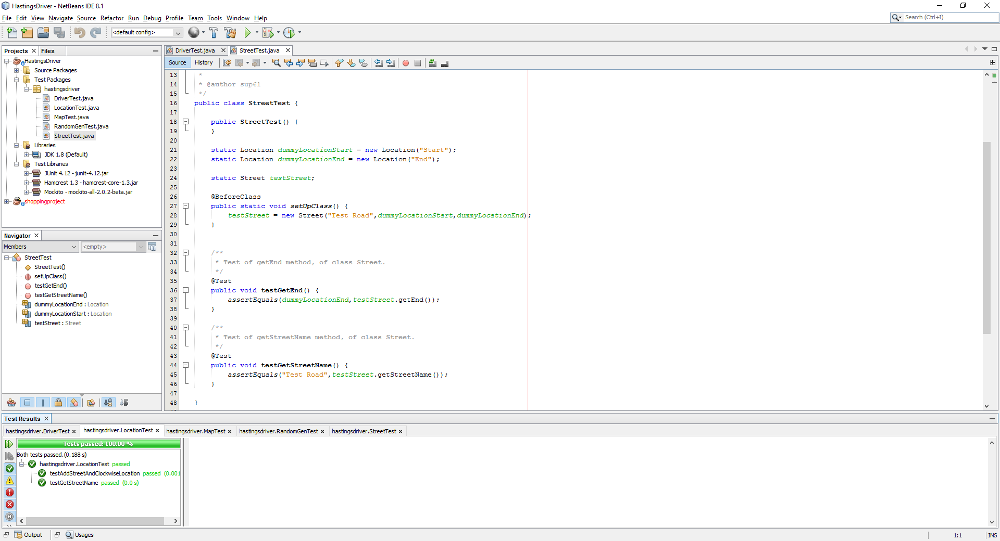 HastingsDriver - NetBeans IDE 8.1
File Edit View Navigate Source Refactor Run Debug Profile Team Tools Window Help
Search (Ctrl+I)
<default config>
Projects Files
HastingsDriver
Source Packages
Test Packages
hastingsdriver
DriverTest.java
LocationTest.java
MapTest.java
RandomGenTest.java
StreetTest.java
Libraries
JDK 1.8 (Default)
Test Libraries
JUnit 4.12 - junit-4.12.jar
Hamcrest 1.3 - hamcrest-core-1.3.jar
Mockito - mockito-all-2.0.2-beta.jar
shoppingproject
Navigator
Members <empty>
StreetTest
StreetTest()
setUpClass()
testGetEnd()
testGetStreetName()
dummyLocationEnd : Location
dummyLocationStart : Location
testStreet : Street
DriverTest.java StreetTest.java
Source History
13 *
14 * @author sup61
15 */
16 public class StreetTest {
17
18 public StreetTest() {
19 }
20
21 static Location dummyLocationStart = new Location("Start");
22 static Location dummyLocationEnd = new Location("End");
23
24 static Street testStreet;
25
26 @BeforeClass
27 public static void setUpClass() {
28 testStreet = new Street("Test Road",dummyLocationStart,dummyLocationEnd);
29 }
30
31
32 /**
33 * Test of getEnd method, of class Street.
34 */
35 @Test
36 public void testGetEnd() {
37 assertEquals(dummyLocationEnd,testStreet.getEnd());
38 }
39
40 /**
41 * Test of getStreetName method, of class Street.
42 */
43 @Test
44 public void testGetStreetName() {
45 assertEquals("Test Road",testStreet.getStreetName());
46 }
47
48 }
Test Results
hastingsdriver.DriverTest hastingsdriver.LocationTest hastingsdriver.MapTest hastingsdriver.RandomGenTest hastingsdriver.StreetTest
Tests passed: 100.00 %
Both tests passed.(0.188 s)
hastingsdriver.LocationTest passed
testAddStreetAndClockwiseLocation passed (0.001
testGetStreetName passed (0.0 s)
Output Usages
1:1 INS